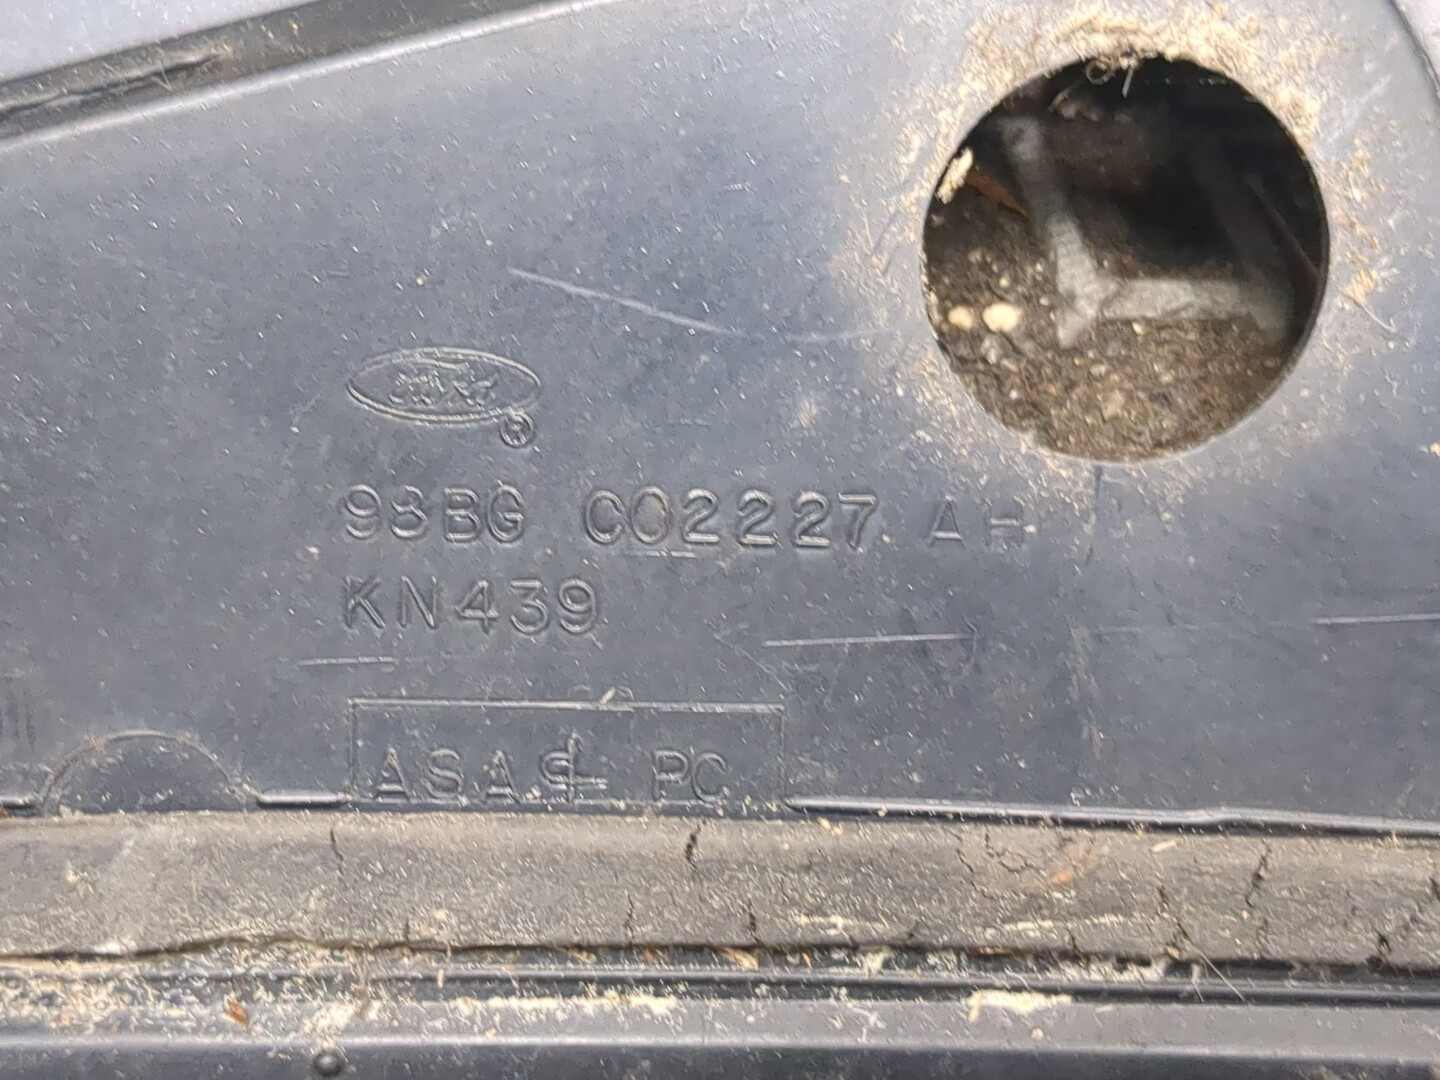 Ford
®
93BG C02227 AH
KN439
ASA PC